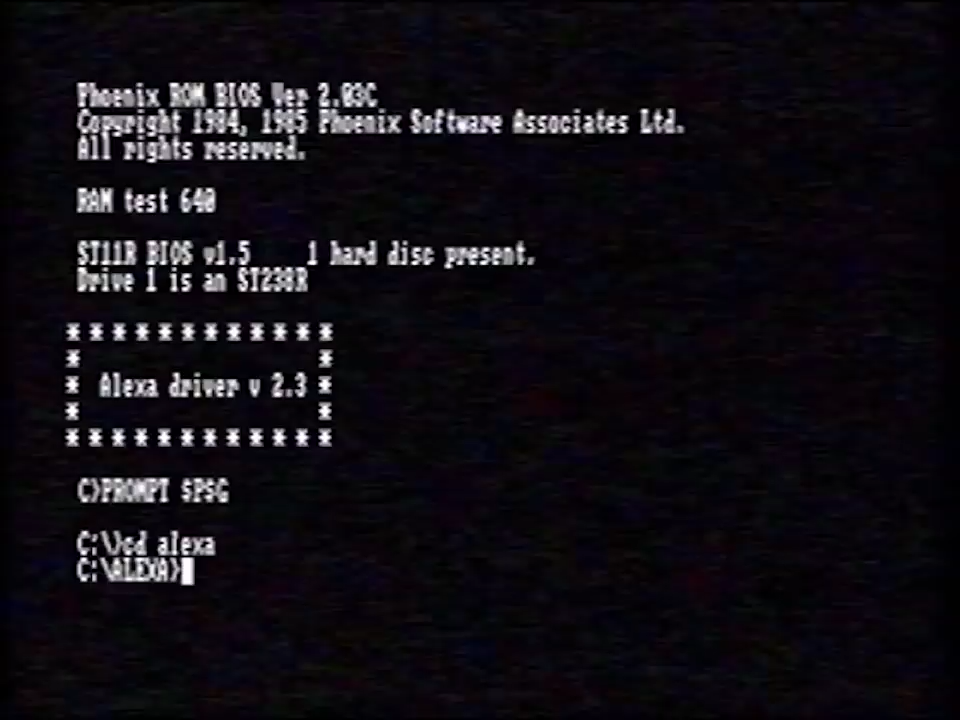 Phoenix ROM BIOS Ver 2.03C
Copyright 1984, 1985 Phoenix Software Associates Ltd.
All rights reserved.
RAM test 640
ST11R BIOS v1.5    1 hard disc present.
Drive 1 is an ST238R
* * * * * * * * * * * *
*                     *
*  Alexa driver v 2.3 *
*                     *
* * * * * * * * * * * *
C>PROMPT $P$G
C:\>cd alexa
C:\ALEXA>